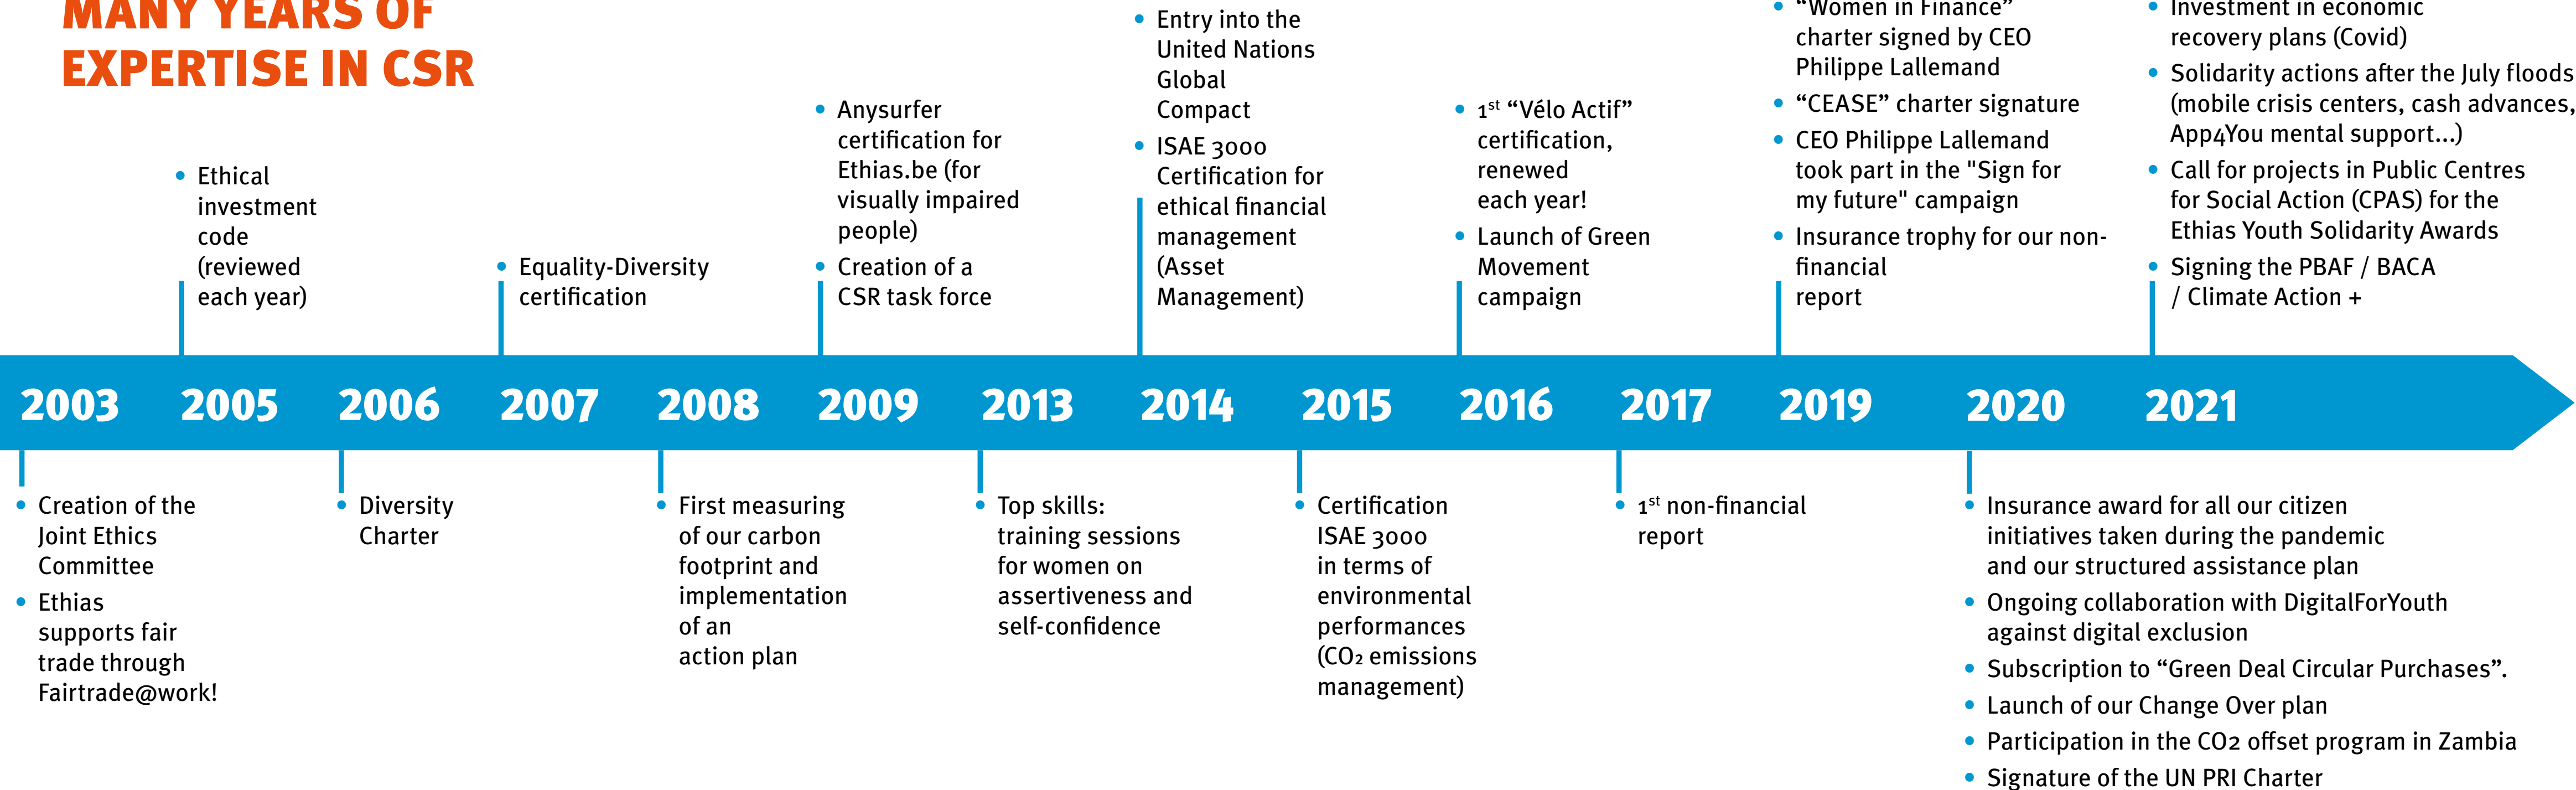 MANY YEARS OF
EXPERTISE IN CSR
• Ethical
investment
code
(reviewed
each year)
• Equality-Diversity
certification
• Anysurfer
certification for
Ethias.be (for
visually impaired
people)
• Creation of a
CSR task force
• Entry into the
United Nations
Global
Compact
• ISAE 3000
Certification for
ethical financial
management
(Asset
Management)
• 1st “Vélo Actif”
certification,
renewed
each year!
• Launch of Green
Movement
campaign
• “Women in Finance”
charter signed by CEO
Philippe Lallemand
• “CEASE” charter signature
• CEO Philippe Lallemand
took part in the "Sign for
my future" campaign
• Insurance trophy for our non-
financial
report
• Investment in economic
recovery plans (Covid)
• Solidarity actions after the July floods
(mobile crisis centers, cash advances,
App4You mental support...)
• Call for projects in Public Centres
for Social Action (CPAS) for the
Ethias Youth Solidarity Awards
• Signing the PBAF / BACA
/ Climate Action +
2003 2005 2006 2007 2008 2009 2013 2014 2015 2016 2017 2019 2020 2021
• Creation of the
Joint Ethics
Committee
• Ethias
supports fair
trade through
Fairtrade@work!
• Diversity
Charter
• First measuring
of our carbon
footprint and
implementation
of an
action plan
• Top skills:
training sessions
for women on
assertiveness and
self-confidence
• Certification
ISAE 3000
in terms of
environmental
performances
(CO2 emissions
management)
• 1st non-financial
report
• Insurance award for all our citizen
initiatives taken during the pandemic
and our structured assistance plan
• Ongoing collaboration with DigitalForYouth
against digital exclusion
• Subscription to “Green Deal Circular Purchases”.
• Launch of our Change Over plan
• Participation in the CO2 offset program in Zambia
• Signature of the UN PRI Charter